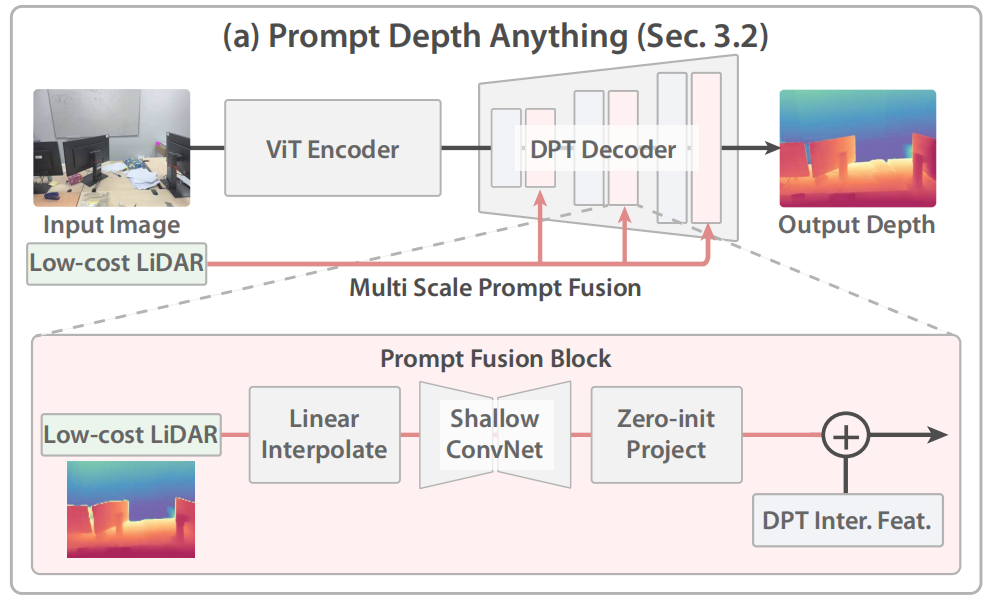 (a) Prompt Depth Anything (Sec. 3.2)
ViT Encoder
DPT Decoder
Input Image
Output Depth
Low-cost LiDAR
Multi Scale Prompt Fusion
Prompt Fusion Block
Low-cost LiDAR
Linear
Interpolate
Shallow
ConvNet
Zero-init
Project
DPT Inter. Feat.